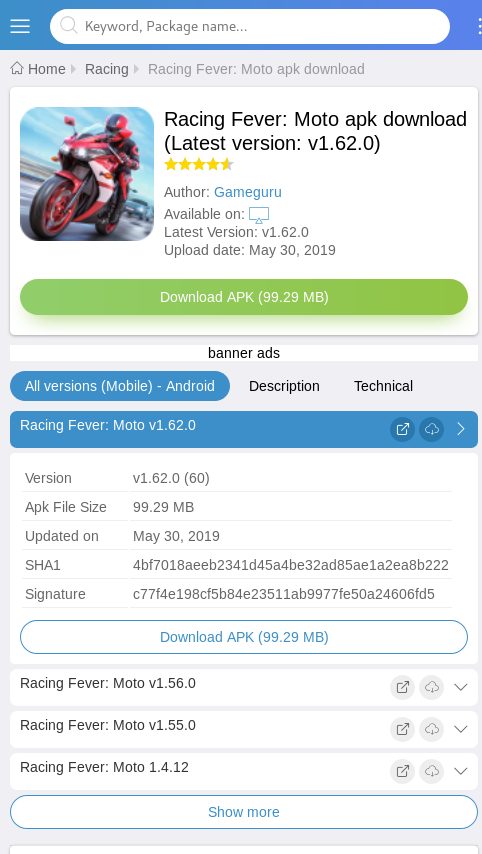 Keyword, Package name...
Home Racing Racing Fever: Moto apk download
Racing Fever: Moto apk download
(Latest version: v1.62.0)
Author: Gameguru
Available on:
Latest Version: v1.62.0
Upload date: May 30, 2019
Download APK (99.29 MB)
banner ads
All versions (Mobile) - Android Description Technical
Racing Fever: Moto v1.62.0
Version v1.62.0 (60)
Apk File Size 99.29 MB
Updated on May 30, 2019
SHA1 4bf7018aeeb2341d45a4be32ad85ae1a2ea8b222
Signature c77f4e198cf5b84e23511ab9977fe50a24606fd5
Download APK (99.29 MB)
Racing Fever: Moto v1.56.0
Racing Fever: Moto v1.55.0
Racing Fever: Moto 1.4.12
Show more